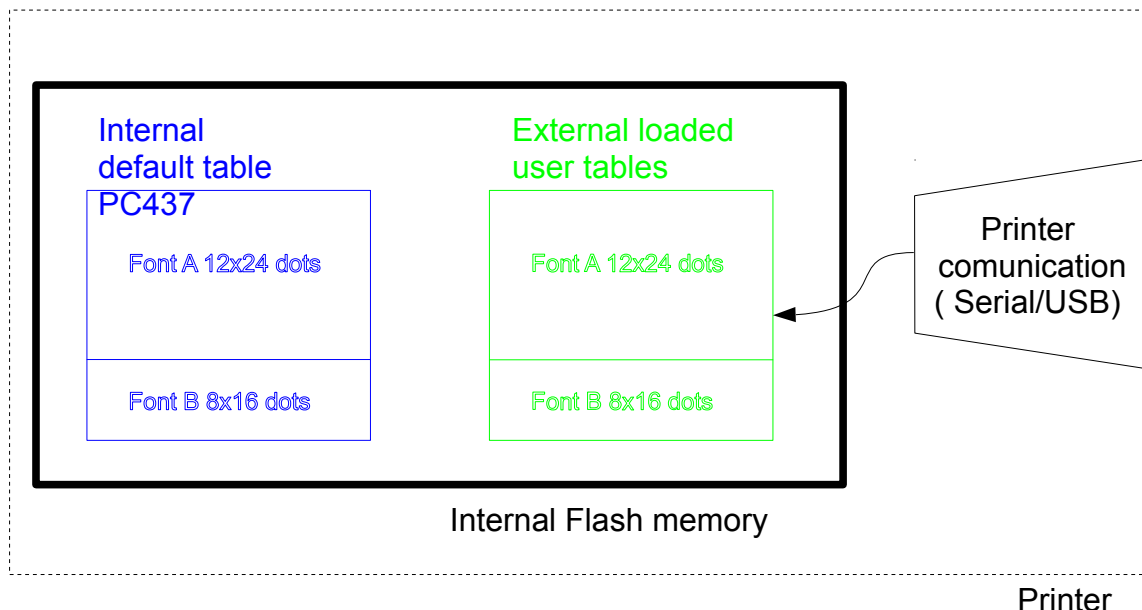 Internal
default table
PC437
Font A 12x24 dots
Font B 8x16 dots
External loaded
user tables
Font A 12x24 dots
Font B 8x16 dots
Printer
comunication
( Serial/USB)
Internal Flash memory
Printer